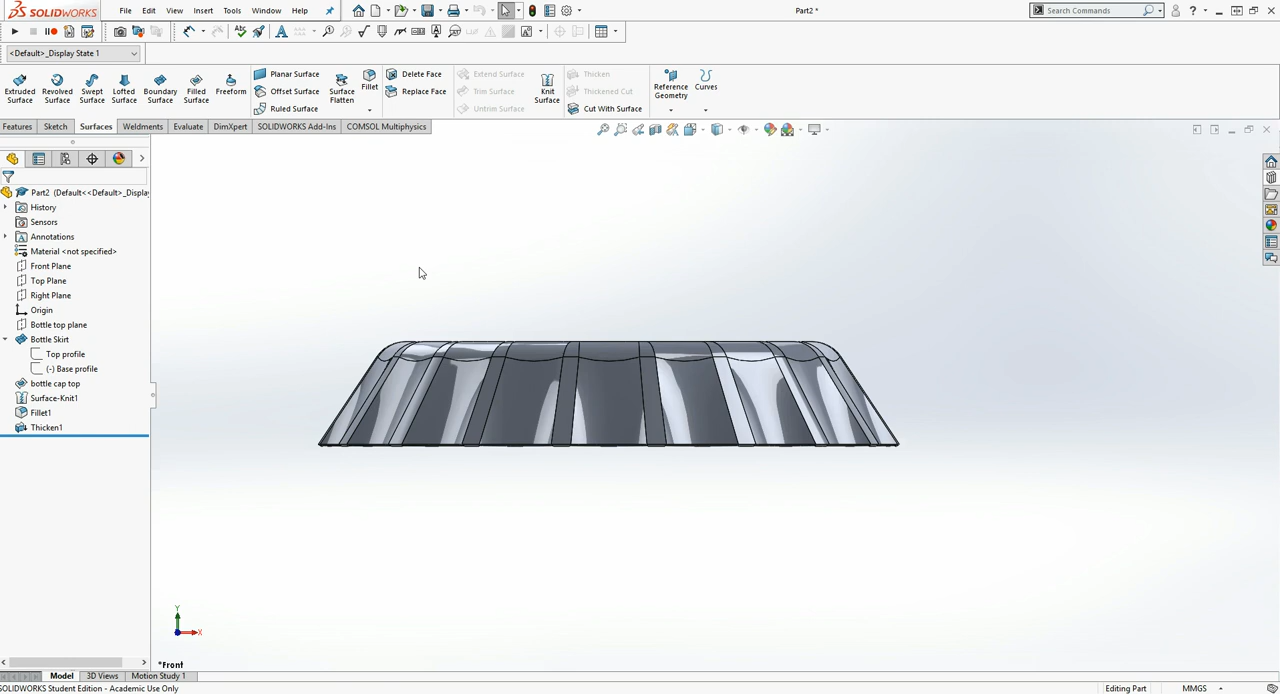 SOLIDWORKS File Edit View Insert Tools Window Help Part2 * Search Commands ?
<Default>_Display State 1
Extruded Surface Revolved Surface Swept Surface Lofted Surface Boundary Surface Filled Surface Freeform
Planar Surface
Offset Surface
Ruled Surface
Surface Flatten Fillet
Delete Face
Replace Face
Extend Surface
Trim Surface
Untrim Surface
Knit Surface
Thicken
Thickened Cut
Cut With Surface
Reference Geometry Curves
Features Sketch Surfaces Weldments Evaluate DimXpert SOLIDWORKS Add-Ins COMSOL Multiphysics
Part2 (Default<<Default>_Display
History
Sensors
Annotations
Material <not specified>
Front Plane
Top Plane
Right Plane
Origin
Bottle top plane
Bottle Skirt
Top profile
(-) Base profile
bottle cap top
Surface-Knit1
Fillet1
Thicken1
Y
X
*Front
Model 3D Views Motion Study 1
SOLIDWORKS Student Edition - Academic Use Only Editing Part MMGS